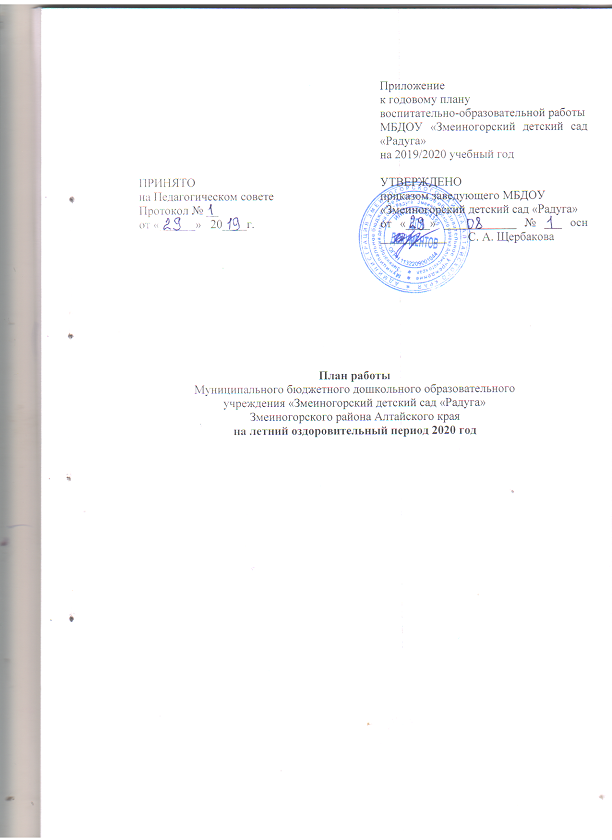 Приложение
к годовому плану
воспитательно-образовательной работы
МБДОУ «Змеиногорский детский сад
«Радуга»
на 2019/2020 учебный год
ПРИНЯТО
на Педагогическом совете
Протокол № 1
от « 29 » 2019 г.
УТВЕРЖДЕНО
приказом заведующего МБДОУ
«Змеиногорский детский сад «Радуга»
от « 29 » 08 № 1 осн
С. А. Щербакова
План работы
Муниципального бюджетного дошкольного образовательного
учреждения «Змеиногорский детский сад «Радуга»
Змеиногорского района Алтайского края
на летний оздоровительный период 2020 год